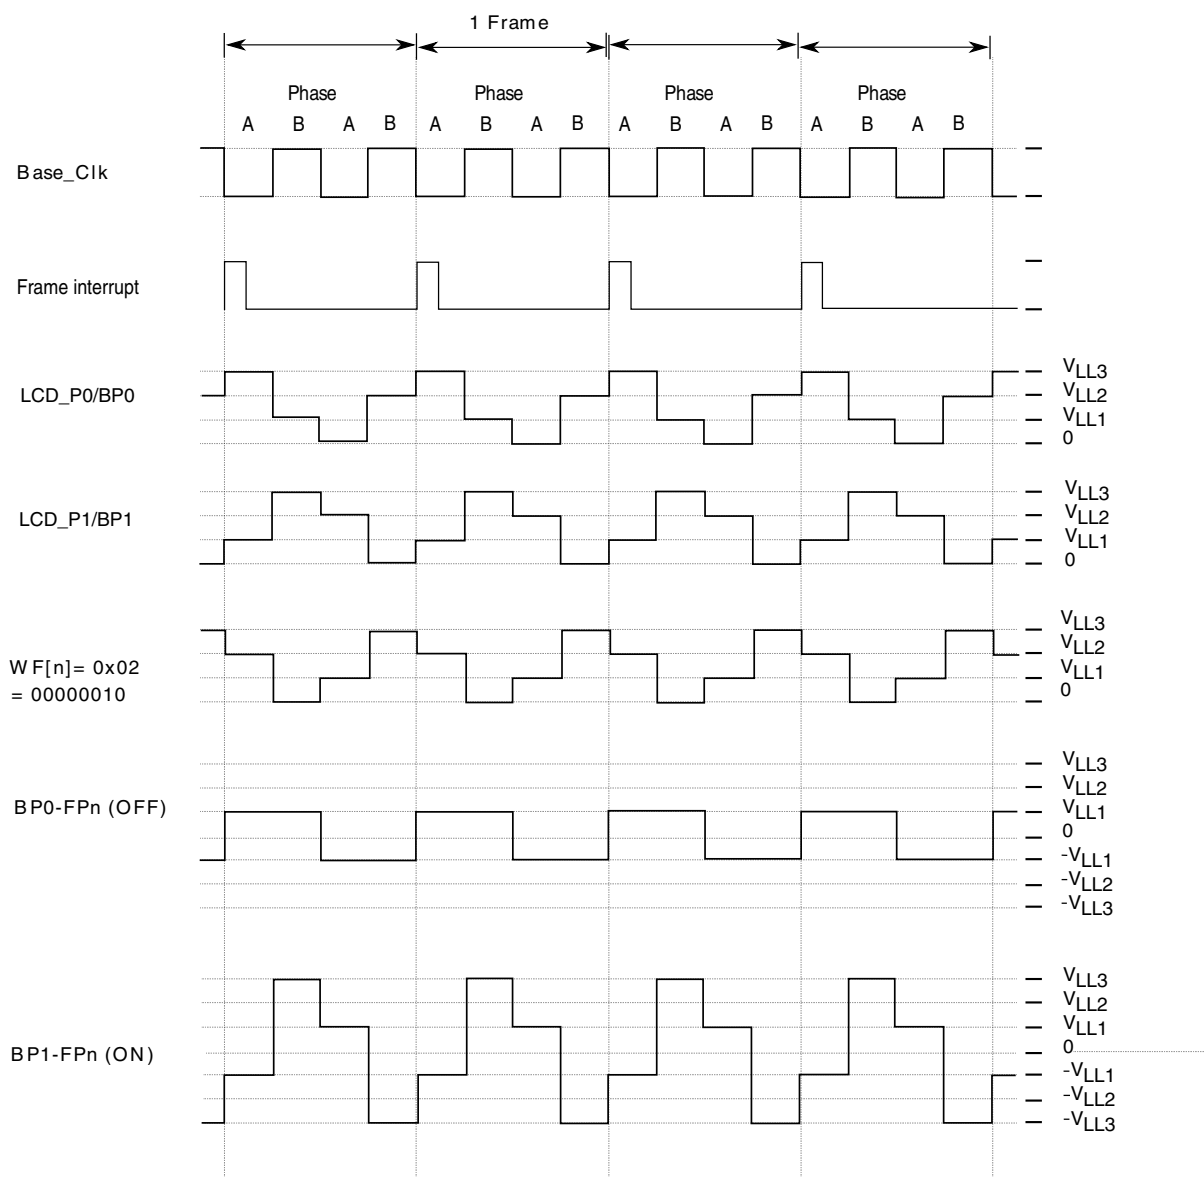 1 Frame
Phase Phase Phase Phase
A B A B A B A B A B A B A B A B
Base_Clk
Frame interrupt
LCD_P0/BP0
VLL3
VLL2
VLL1
0
LCD_P1/BP1
VLL3
VLL2
VLL1
0
WF[n]= 0x02
= 00000010
VLL3
VLL2
VLL1
0
BP0-FPn (OFF)
VLL3
VLL2
VLL1
0
-VLL1
-VLL2
-VLL3
BP1-FPn (ON)
VLL3
VLL2
VLL1
0
-VLL1
-VLL2
-VLL3